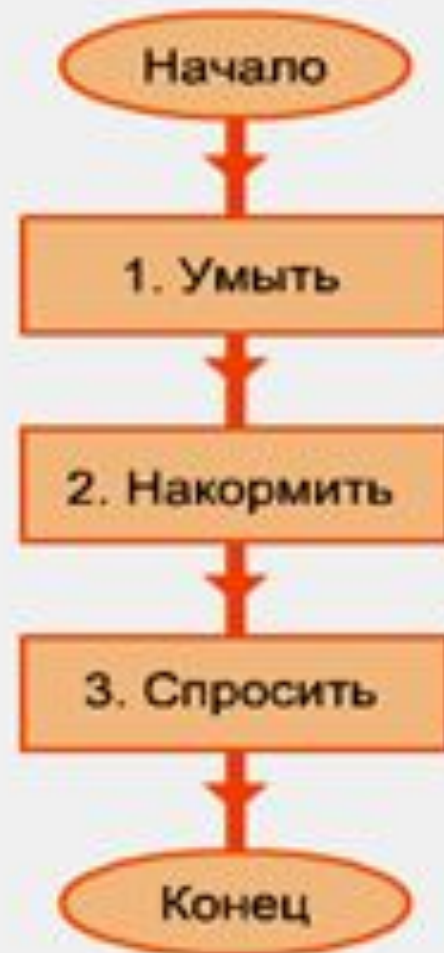 Начало
1. Умыть
2. Накормить
3. Спросить
Конец